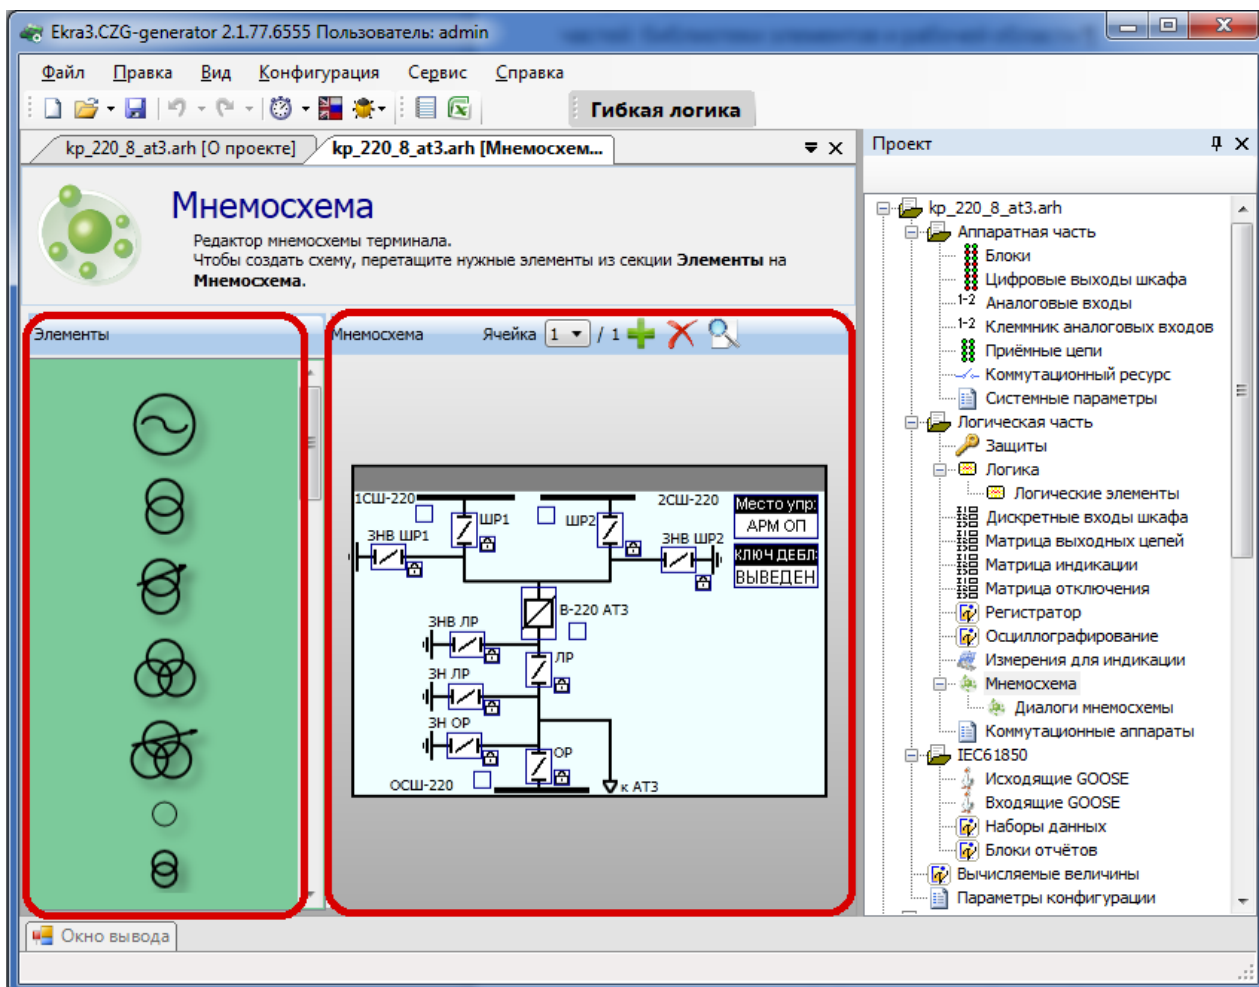 Ekra3.CZG-generator 2.1.77.6555 Пользователь: admin
Файл Правка Вид Конфигурация Сервис Справка
Гибкая логика
kp_220_8_at3.arh [О проекте] kp_220_8_at3.arh [Мнемосхем...
Мнемосхема
Редактор мнемосхемы терминала.
Чтобы создать схему, перетащите нужные элементы из секции Элементы на
Мнемосхема.
Элементы
Мнемосхема Ячейка 1 / 1
1СШ-220 2СШ-220
Место упр:
АРМ ОП
ШР1 ШР2
ЗНВ ШР1 ЗНВ ШР2
КЛЮЧ ДЕБЛ:
ВЫВЕДЕН
В-220 АТ3
ЗНВ ЛР
ЛР
ЗН ЛР
ЗН ОР
ОР
ОСШ-220 к АТ3
Проект
kp_220_8_at3.arh
Аппаратная часть
Блоки
Цифровые выходы шкафа
1-2 Аналоговые входы
1-2 Клеммник аналоговых входов
Приёмные цепи
Коммутационный ресурс
Системные параметры
Логическая часть
Защиты
Логика
Логические элементы
Дискретные входы шкафа
Матрица выходных цепей
Матрица индикации
Матрица отключения
Регистратор
Осциллографирование
Измерения для индикации
Мнемосхема
Диалоги мнемосхемы
Коммутационные аппараты
IEC61850
Исходящие GOOSE
Входящие GOOSE
Наборы данных
Блоки отчётов
Вычисляемые величины
Параметры конфигурации
Окно вывода